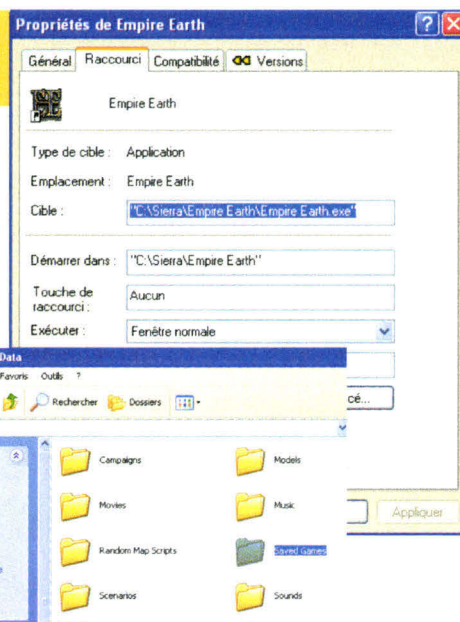 Propriétés de Empire Earth
Général Raccourci Compatibilité Versions
Empire Earth
Type de cible : Application
Emplacement : Empire Earth
Cible : "C:\Sierra\Empire Earth\Empire Earth.exe"
Démarrer dans : "C:\Sierra\Empire Earth"
Touche de raccourci : Aucun
Exécuter : Fenêtre normale
cé...
Appliquer
Data
Favoris Outils ?
Rechercher Dossiers
Campaigns Models
Movies Music
Random Map Scripts Saved Games
Scenarios Sounds